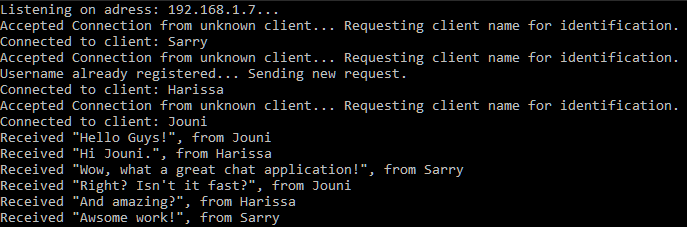 Listening on adress: 192.168.1.7...
Accepted Connection from unknown client... Requesting client name for identification.
Connected to client: Sarry
Accepted Connection from unknown client... Requesting client name for identification.
Username already registered... Sending new request.
Connected to client: Harissa
Accepted Connection from unknown client... Requesting client name for identification.
Connected to client: Jouni
Received "Hello Guys!", from Jouni
Received "Hi Jouni.", from Harissa
Received "Wow, what a great chat application!", from Sarry
Received "Right? Isn't it fast?", from Jouni
Received "And amazing?", from Harissa
Received "Awsome work!", from Sarry